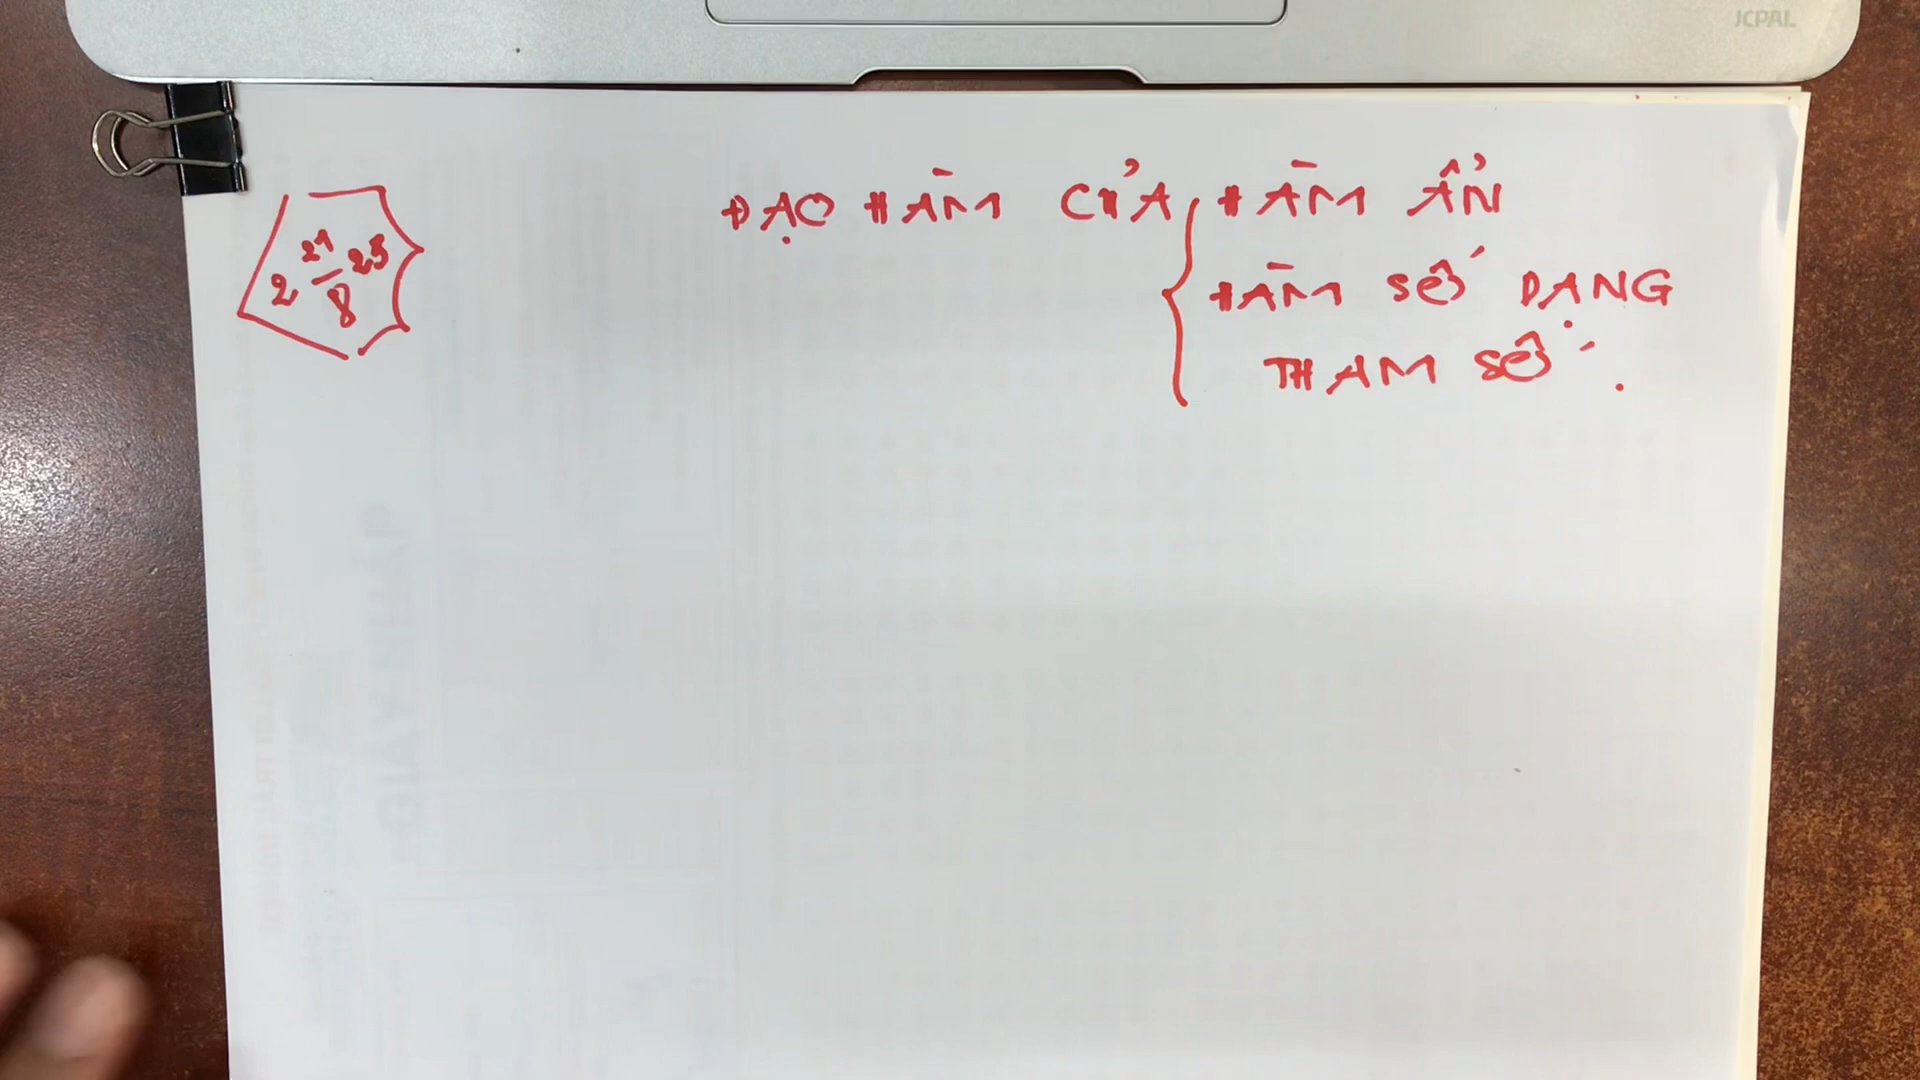 JCPAL
ĐẠO HÀM CỦA { HÀM ẨN
HÀM SỐ DẠNG
THAM SỐ.
2 21/8 25